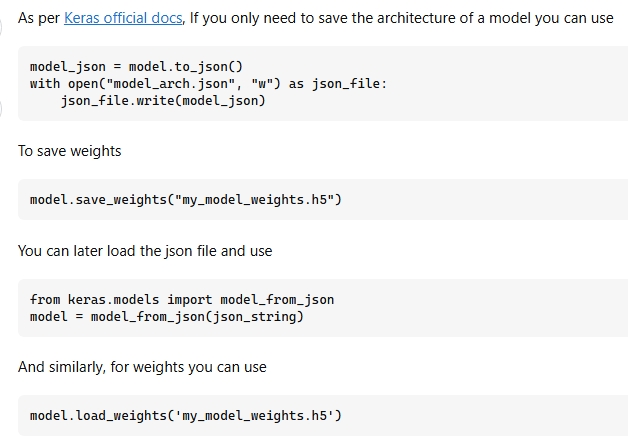 As per Keras official docs, If you only need to save the architecture of a model you can use
model_json = model.to_json()
with open("model_arch.json", "w") as json_file:
    json_file.write(model_json)
To save weights
model.save_weights("my_model_weights.h5")
You can later load the json file and use
from keras.models import model_from_json
model = model_from_json(json_string)
And similarly, for weights you can use
model.load_weights('my_model_weights.h5')